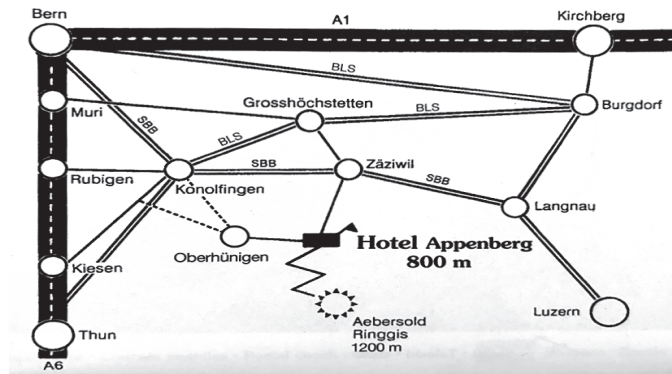 Bern
A1
Kirchberg
BLS
Muri
SBB
Grosshöchstetten
BLS
Burgdorf
BLS
Rubigen
Konolfingen
SBB
Zäziwil
SBB
Langnau
Oberhünigen
Hotel Appenberg
800 m
Kiesen
Thun
A6
Aebersold
Ringgis
1200 m
Luzern